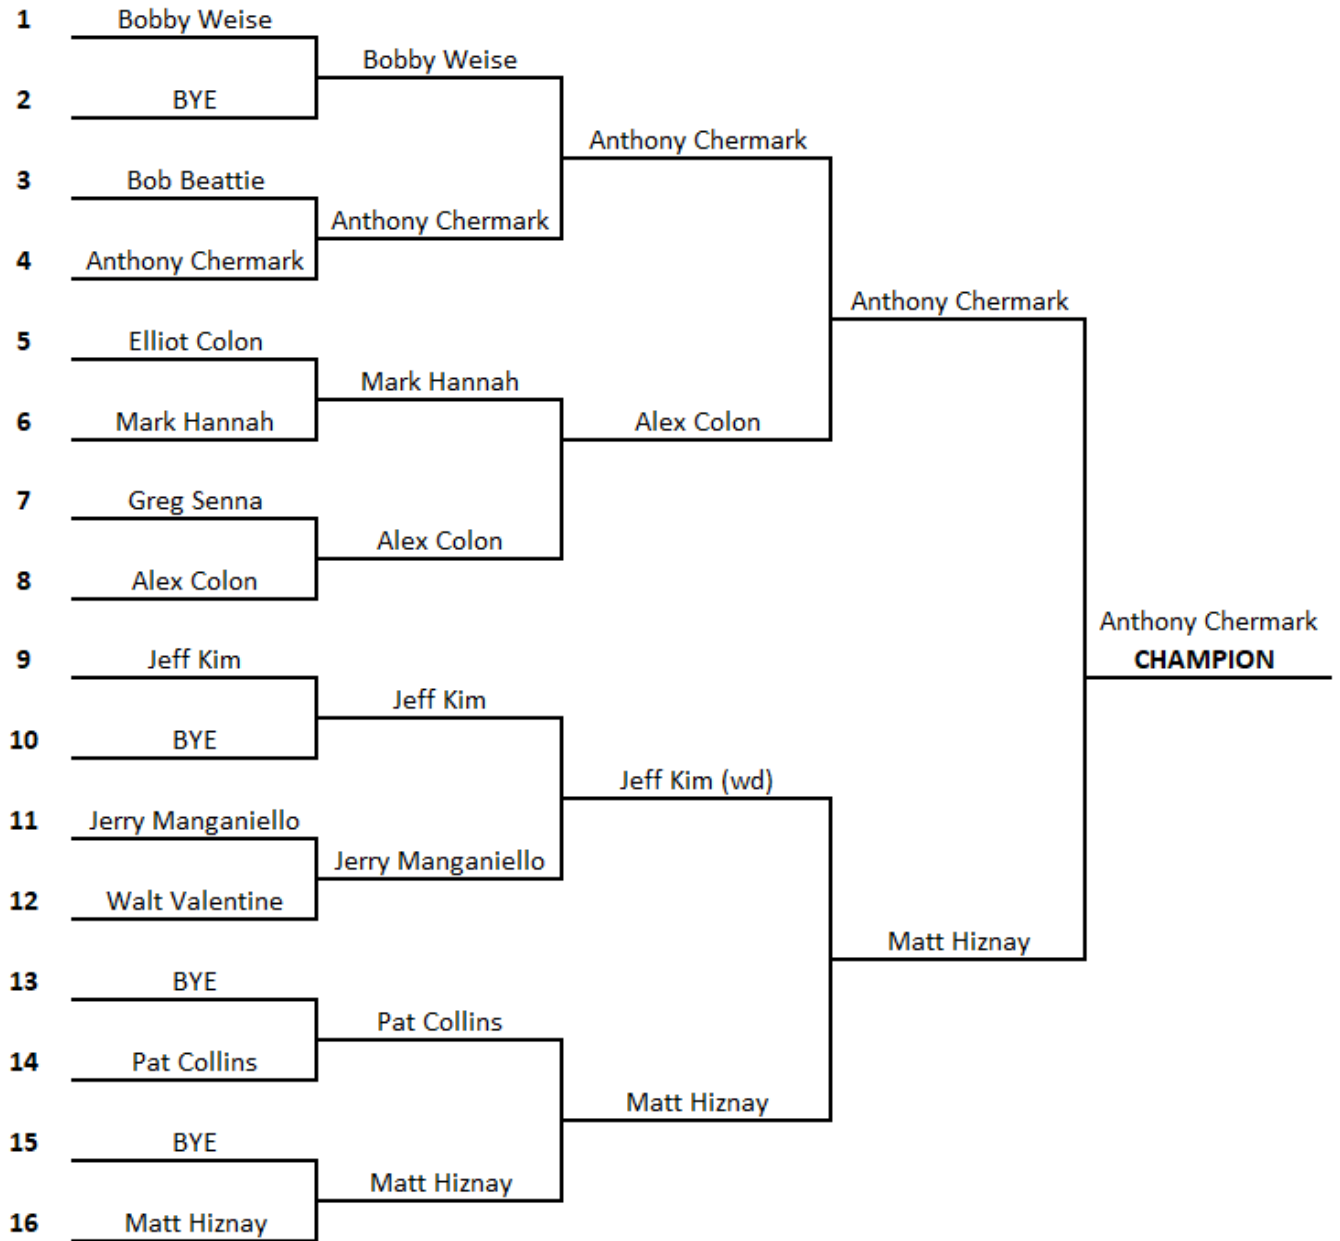 1 Bobby Weise
Bobby Weise
2 BYE
Anthony Chermark
3 Bob Beattie
Anthony Chermark
4 Anthony Chermark
Anthony Chermark
5 Elliot Colon
Mark Hannah
6 Mark Hannah
Alex Colon
7 Greg Senna
Alex Colon
8 Alex Colon
Anthony Chermark
CHAMPION
9 Jeff Kim
Jeff Kim
10 BYE
Jeff Kim (wd)
11 Jerry Manganiello
Jerry Manganiello
12 Walt Valentine
Matt Hiznay
13 BYE
Pat Collins
14 Pat Collins
Matt Hiznay
15 BYE
Matt Hiznay
16 Matt Hiznay